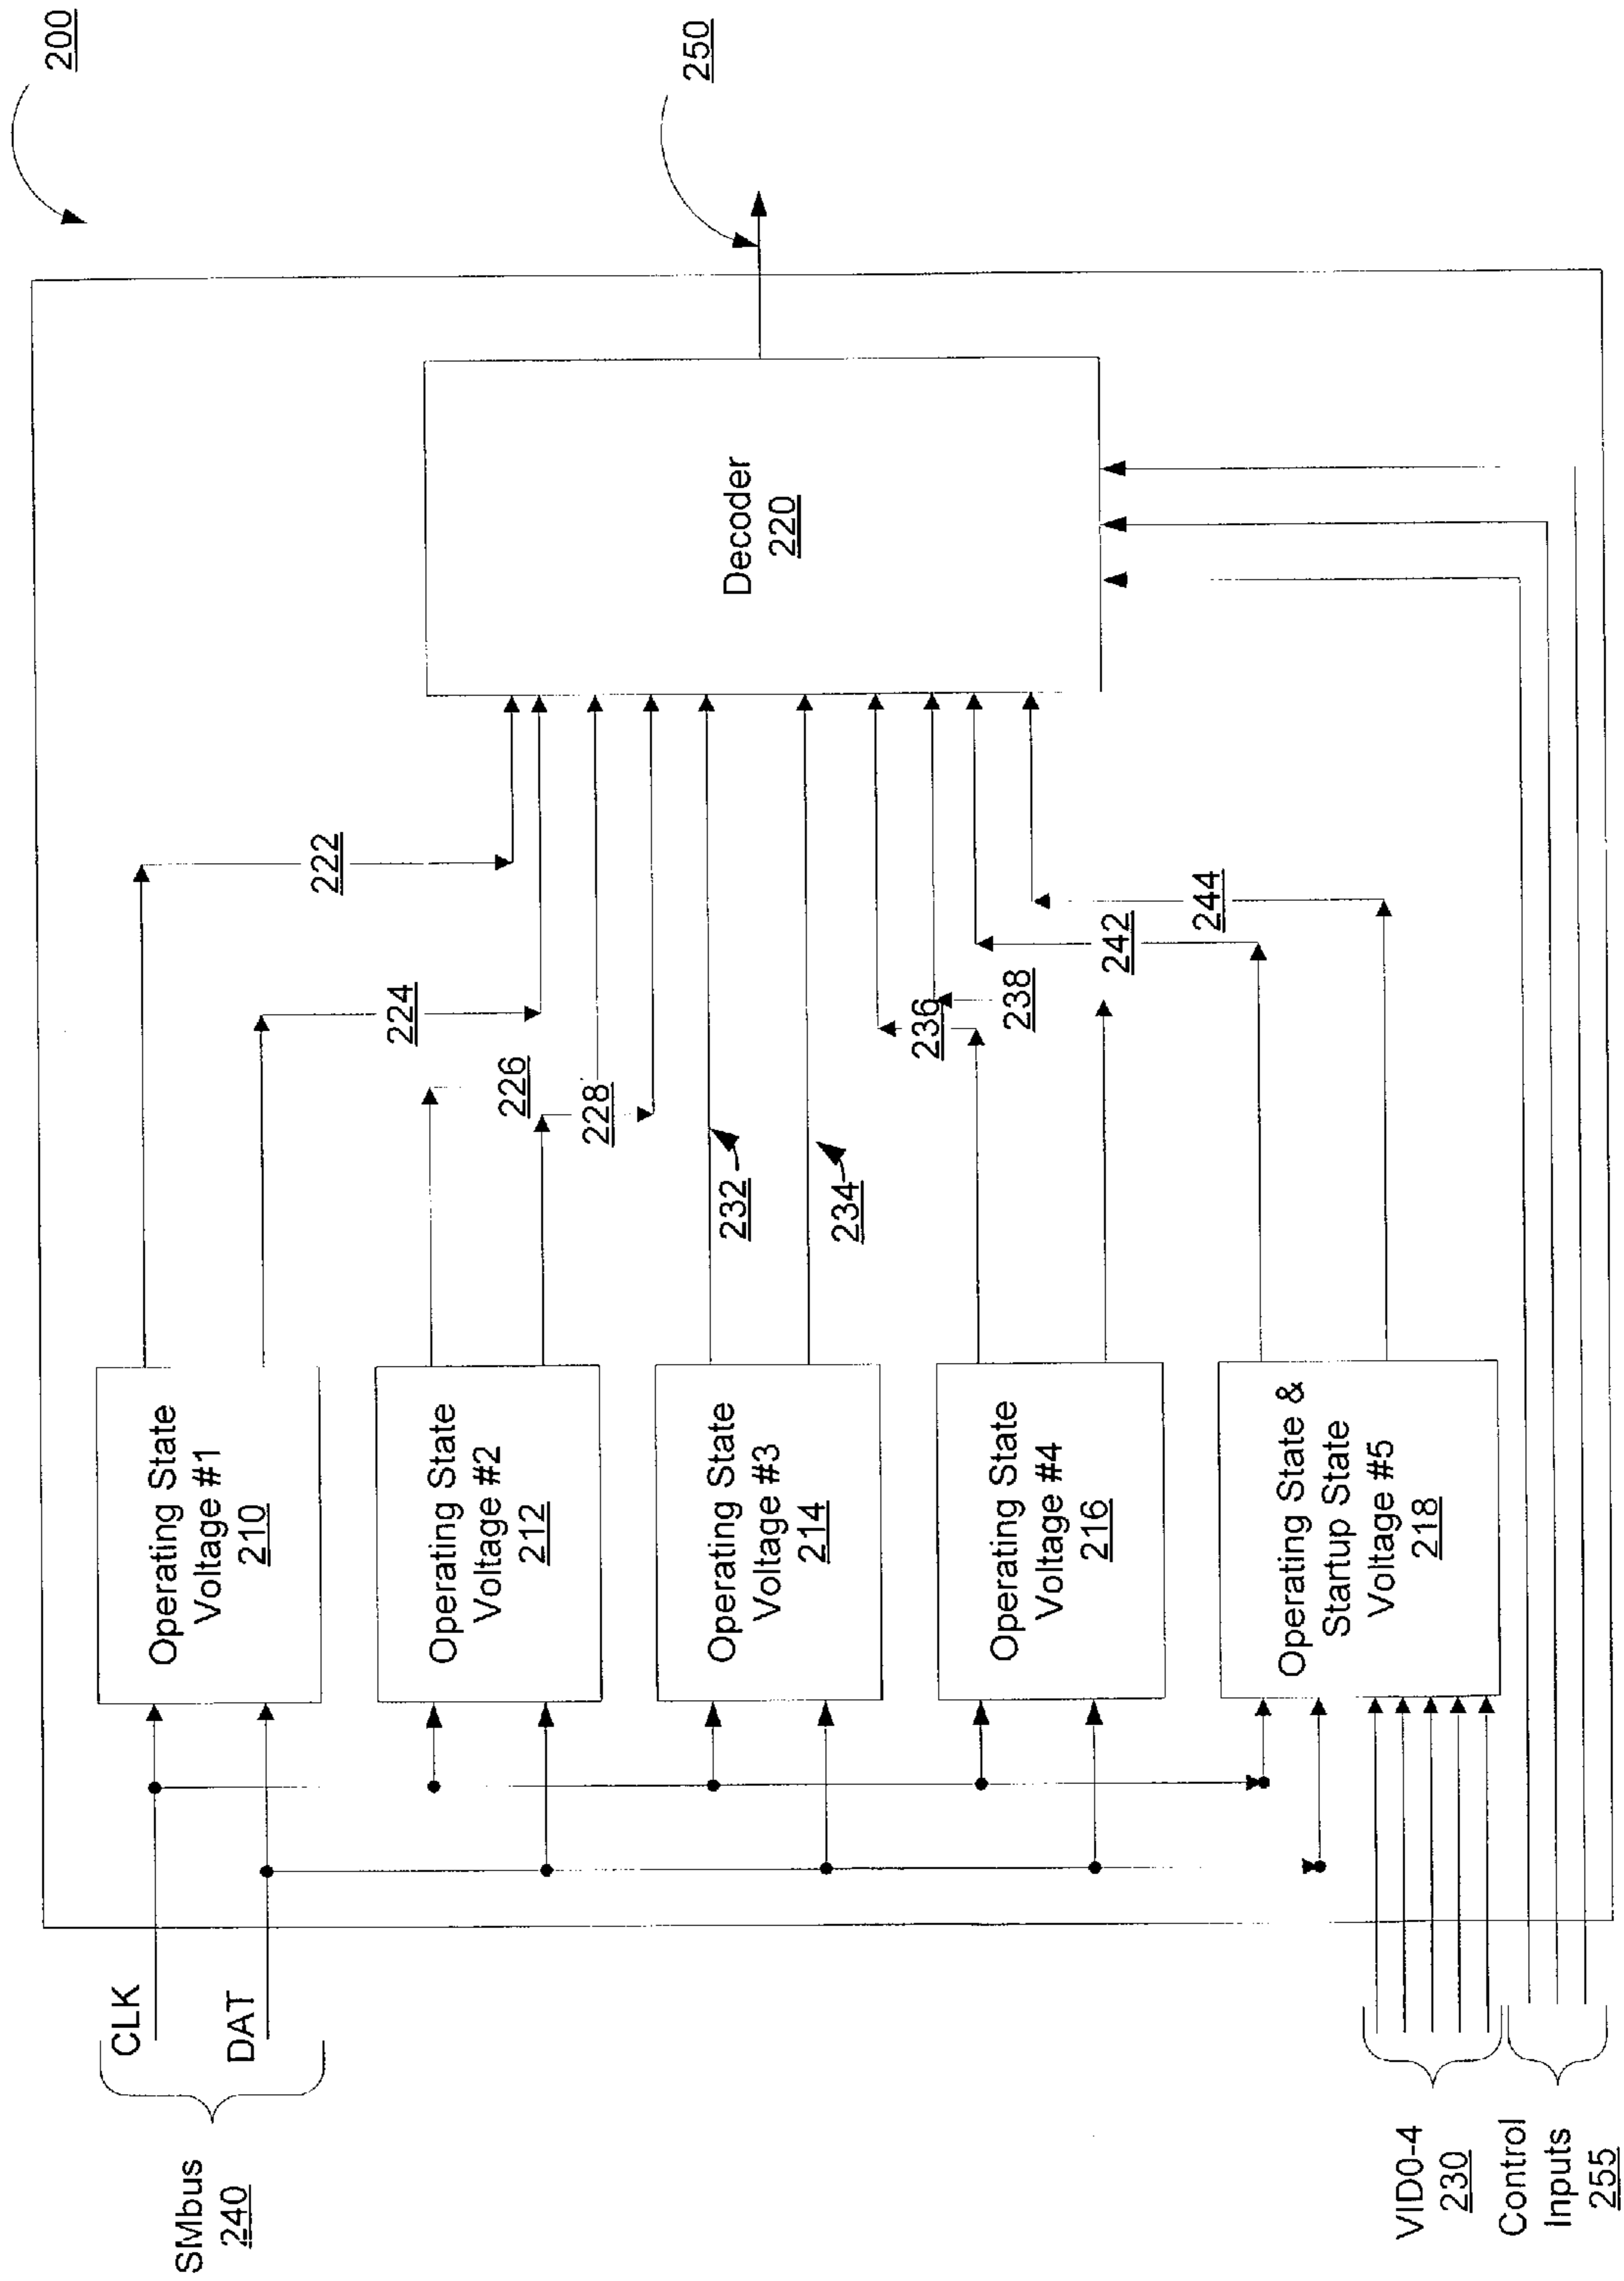 200
250
SMbus
240
CLK
DAT
Operating State
Voltage #1
210
Operating State
Voltage #2
212
Operating State
Voltage #3
214
Operating State
Voltage #4
216
Operating State &
Startup State
Voltage #5
218
222
224
226
228
232
234
236
238
242
244
Decoder
220
VID0-4
230
Control
Inputs
255